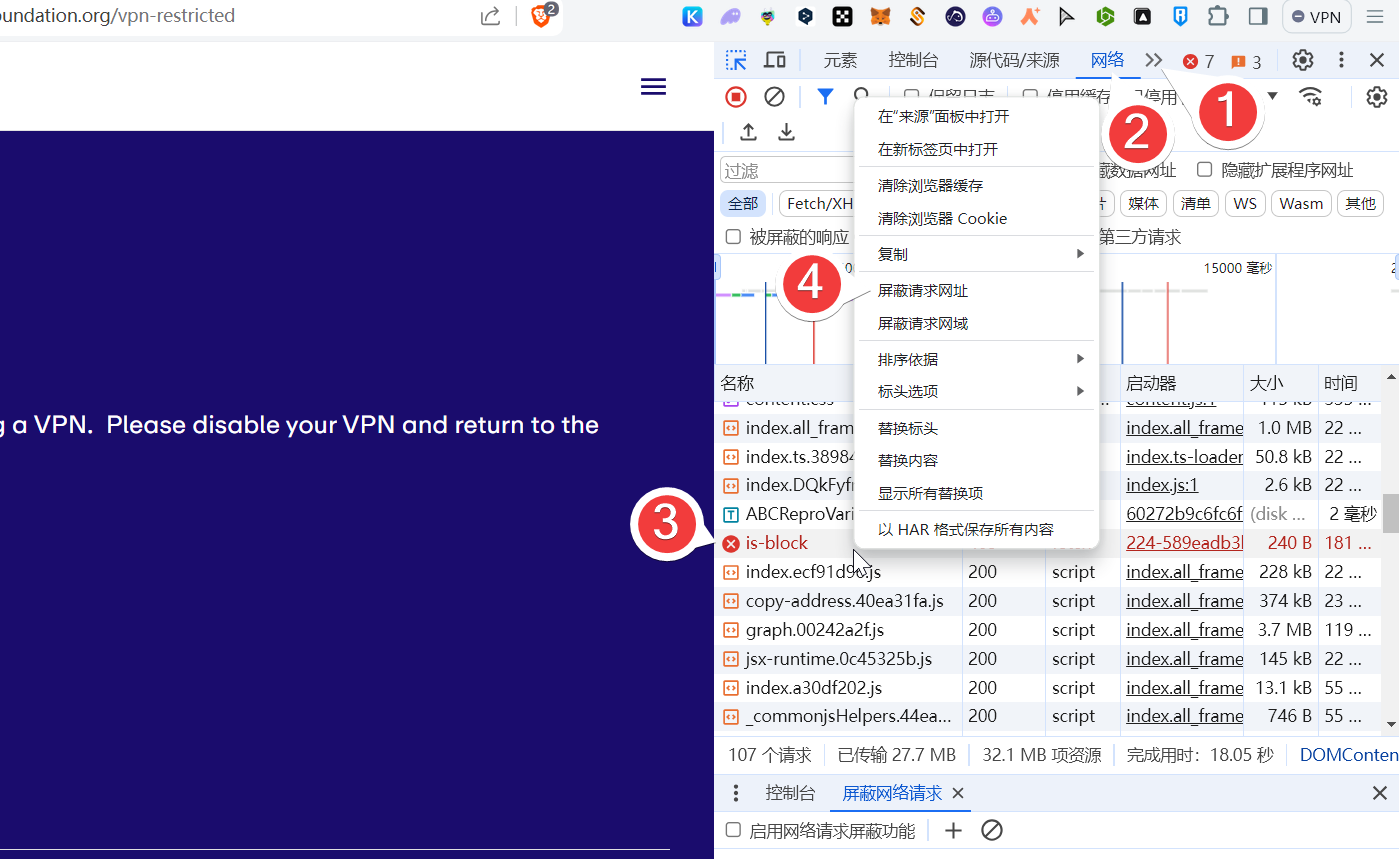 oundation.org/vpn-restricted
2
VPN
元素 控制台 源代码/来源 网络 7 3
保留日志 停用缓存 已停用
1
2
过滤 藏数据网址 隐藏扩展程序网址
全部 Fetch/XH 片 媒体 清单 WS Wasm 其他
被屏蔽的响应 第三方请求
15000 毫秒
4
在“来源”面板中打开
在新标签页中打开
清除浏览器缓存
清除浏览器 Cookie
复制
屏蔽请求网址
屏蔽请求网域
排序依据
标头选项
替换标头
替换内容
显示所有替换项
以 HAR 格式保存所有内容
g a VPN. Please disable your VPN and return to the
3
名称 启动器 大小 时间
content.css content.js:1
index.all_fram index.all_frame 1.0 MB 22 ...
index.ts.38984 index.ts-loader 50.8 kB 22 ...
index.DQkFyfr index.js:1 2.6 kB 22 ...
ABCReproVari 60272b9c6fc6f (disk ... 2 毫秒
is-block 224-589eadb3l 240 B 181 ...
index.ecf91d9c.js 200 script index.all_frame 228 kB 22 ...
copy-address.40ea31fa.js 200 script index.all_frame 374 kB 23 ...
graph.00242a2f.js 200 script index.all_frame 3.7 MB 119 ...
jsx-runtime.0c45325b.js 200 script index.all_frame 145 kB 22 ...
index.a30df202.js 200 script index.all_frame 13.1 kB 55 ...
_commonjsHelpers.44ea... 200 script index.all_frame 746 B 55 ...
107 个请求 已传输 27.7 MB 32.1 MB 项资源 完成用时：18.05 秒 DOMConten
控制台 屏蔽网络请求
启用网络请求屏蔽功能